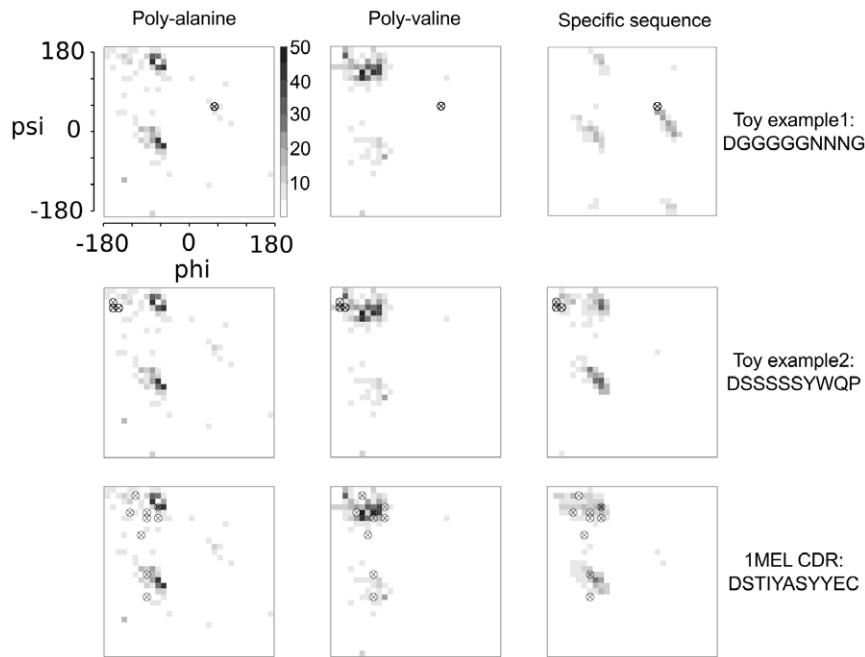 Poly-alanine Poly-valine Specific sequence
180 50
40
psi 0 30
20
10
-180
-180 0 180
phi
Toy example1:
DGGGGGNNNG
Toy example2:
DSSSSSYWQP
1MEL CDR:
DSTIYASYYEC